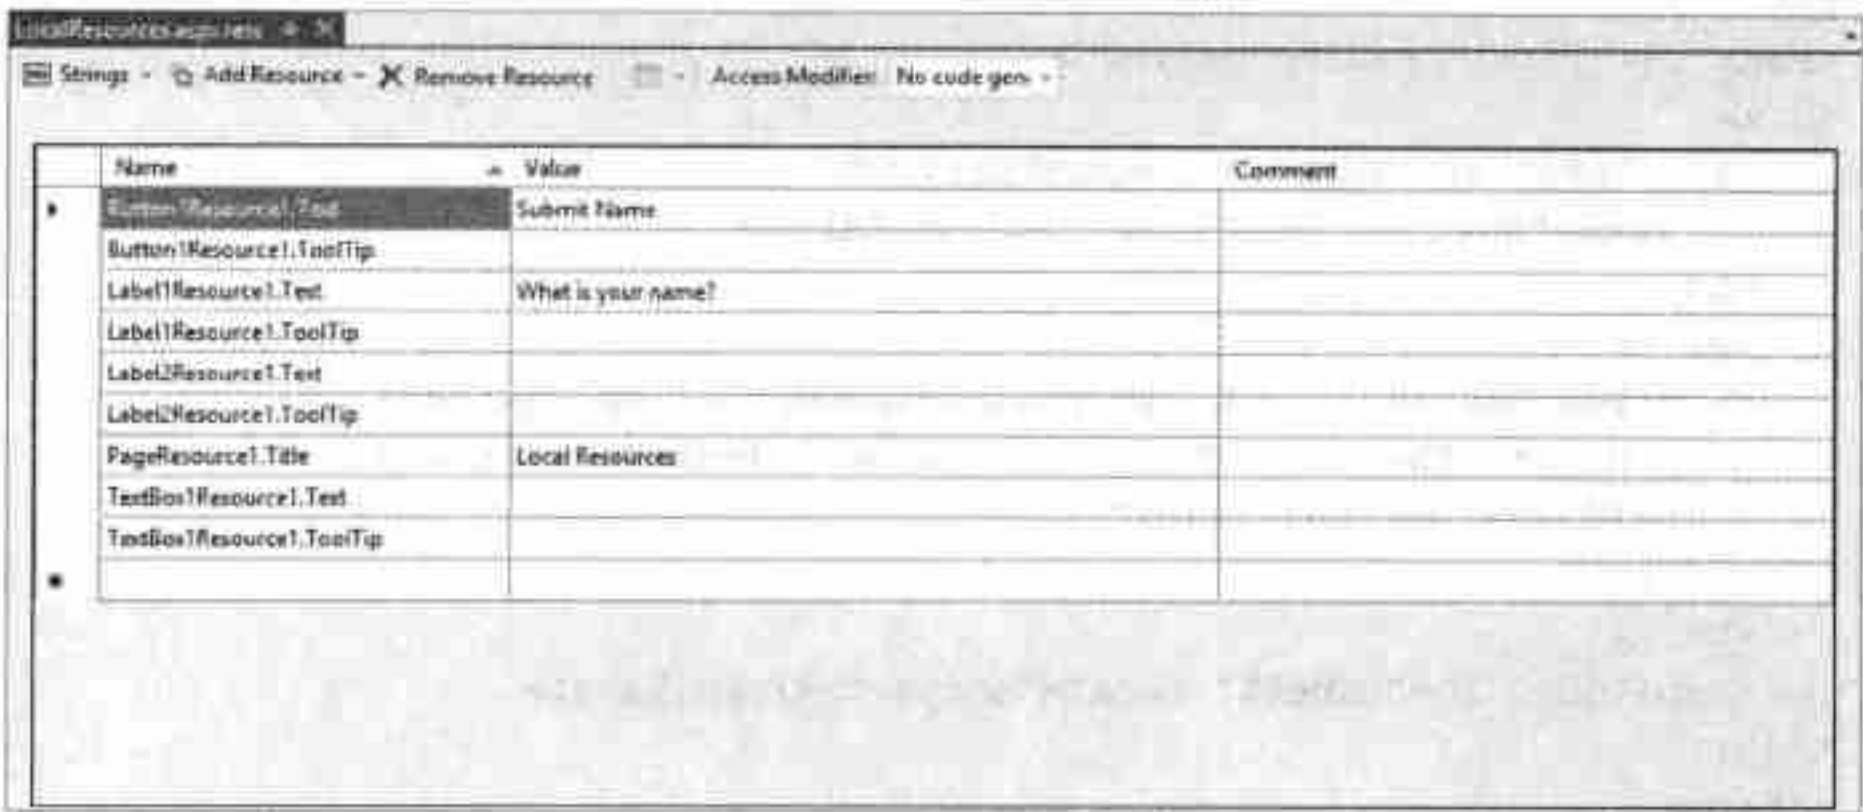 LocalResources.aspx.resx
Strings Add Resource Remove Resource Access Modifier: No code gen
Name Value Comment
Button1Resource1.Text Submit Name
Button1Resource1.ToolTip
Label1Resource1.Text What is your name?
Label1Resource1.ToolTip
Label2Resource1.Text
Label2Resource1.ToolTip
PageResource1.Title Local Resources
TextBox1Resource1.Text
TextBox1Resource1.ToolTip